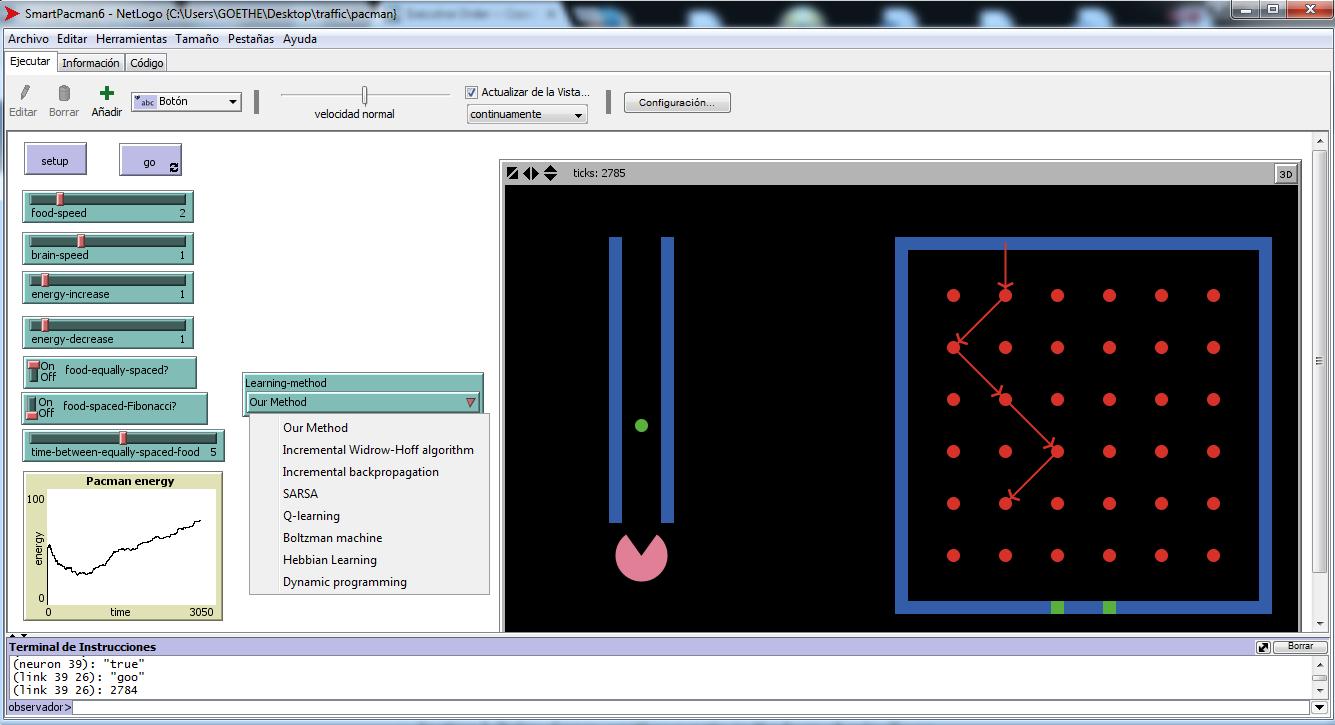 SmartPacman6 - NetLogo {C:\Users\GOETHE\Desktop\traffic\pacman}
Archivo Editar Herramientas Tamaño Pestañas Ayuda
Ejecutar Información Código
Editar Borrar Añadir abc Botón velocidad normal Actualizar de la Vista... continuamente Configuración...
setup go
ticks: 2785 3D
food-speed 2
brain-speed 1
energy-increase 1
energy-decrease 1
On Off food-equally-spaced?
On Off food-spaced-Fibonacci?
time-between-equally-spaced-food 5
Learning-method
Our Method
Our Method
Incremental Widrow-Hoff algorithm
Incremental backpropagation
SARSA
Q-learning
Boltzman machine
Hebbian Learning
Dynamic programming
Pacman energy
100
energy
0
0 time 3050
Terminal de Instrucciones Borrar
(neuron 39): "true"
(link 39 26): "goo"
(link 39 26): 2784
observador>